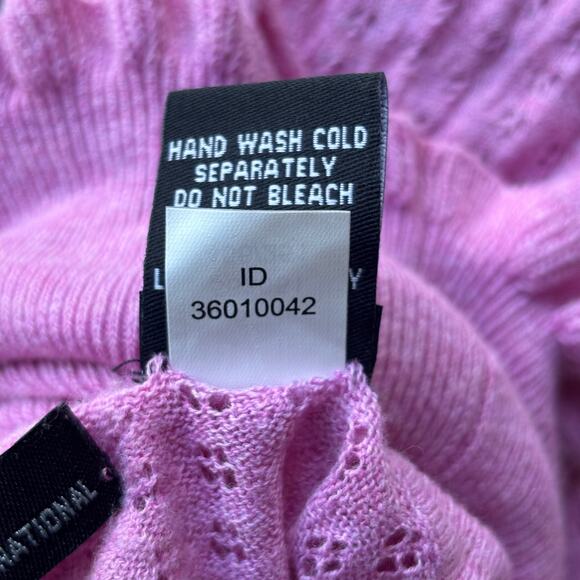 HAND WASH COLD
SEPARATELY
DO NOT BLEACH
ID
36010042